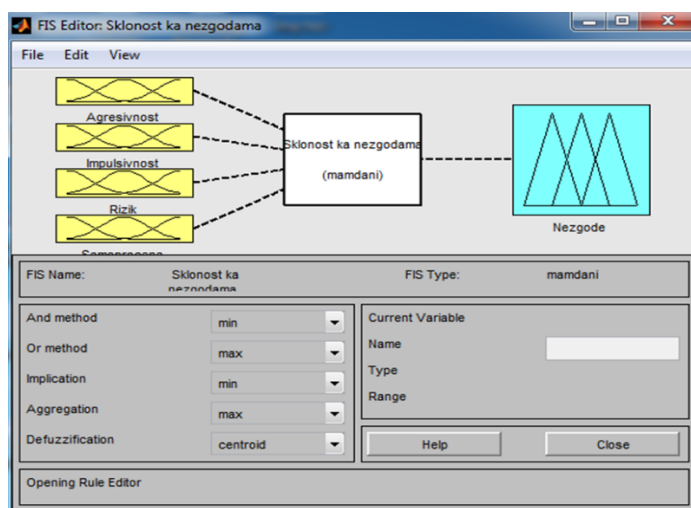 FIS Editor: Sklonost ka nezgodama
File Edit View
Agresivnost
Impulsivnost
Rizik
Samoprocena
Sklonost ka nezgodama
(mamdani)
Nezgode
FIS Name: Sklonost ka nezgodama FIS Type: mamdani
And method min
Or method max
Implication min
Aggregation max
Defuzzification centroid
Current Variable
Name
Type
Range
Help Close
Opening Rule Editor